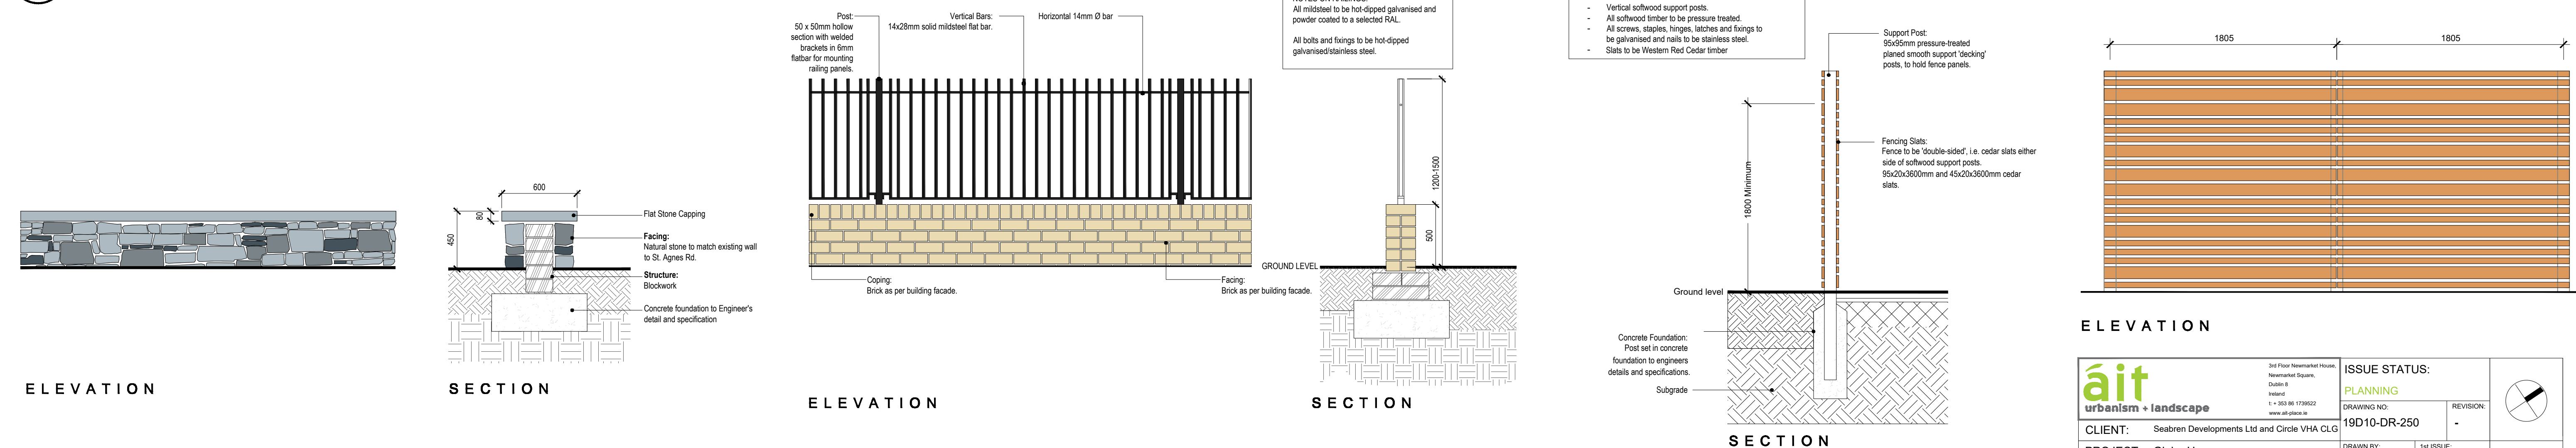 600
80
450
Flat Stone Capping
Facing:
Natural stone to match existing wall
to St. Agnes Rd.
Structure:
Blockwork
Concrete foundation to Engineer's
detail and specification
ELEVATION
SECTION
Post:
50 x 50mm hollow
section with welded
brackets in 6mm
flatbar for mounting
railing panels.
Vertical Bars:
14x28mm solid mildsteel flat bar.
Horizontal 14mm Ø bar
Coping:
Brick as per building facade.
Facing:
Brick as per building facade.
ELEVATION
All mildsteel to be hot-dipped galvanised and
powder coated to a selected RAL.
All bolts and fixings to be hot-dipped
galvanised/stainless steel.
1200-1500
500
GROUND LEVEL
SECTION
- Vertical softwood support posts.
- All softwood timber to be pressure treated.
- All screws, staples, hinges, latches and fixings to
be galvanised and nails to be stainless steel.
- Slats to be Western Red Cedar timber
Support Post:
95x95mm pressure-treated
planed smooth support 'decking'
posts, to hold fence panels.
1800 Minimum
Fencing Slats:
Fence to be 'double-sided', i.e. cedar slats either
side of softwood support posts.
95x20x3600mm and 45x20x3600mm cedar
slats.
Ground level
Concrete Foundation:
Post set in concrete
foundation to engineers
details and specifications.
Subgrade
SECTION
1805
1805
ELEVATION
áit
urbanism + landscape
3rd Floor Newmarket House,
Newmarket Square,
Dublin 8
Ireland
t: + 353 86 1739522
www.ait-place.ie
ISSUE STATUS:
PLANNING
DRAWING NO:
19D10-DR-250
REVISION:
-
CLIENT: Seabren Developments Ltd and Circle VHA CLG
DRAWN BY:
1st ISSUE: